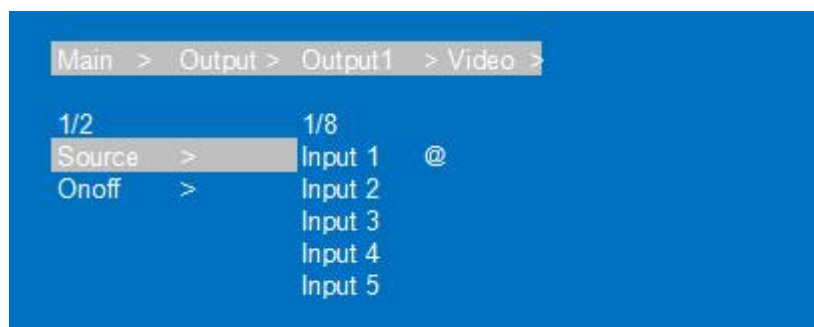 Main > Output > Output1 > Video >
1/2 1/8
Source > Input 1 @
Onoff > Input 2
Input 3
Input 4
Input 5